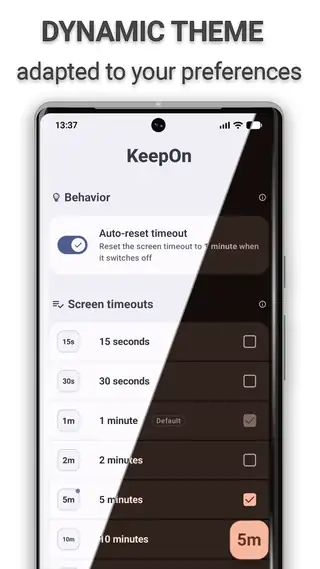 DYNAMIC THEME
adapted to your preferences
13:37
KeepOn
Behavior
Auto-reset timeout
Reset the screen timeout to 1 minute when
it switches off
Screen timeouts
15s 15 seconds
30s 30 seconds
1m 1 minute Default
2m 2 minutes
5m 5 minutes
10m 10 minutes 5m